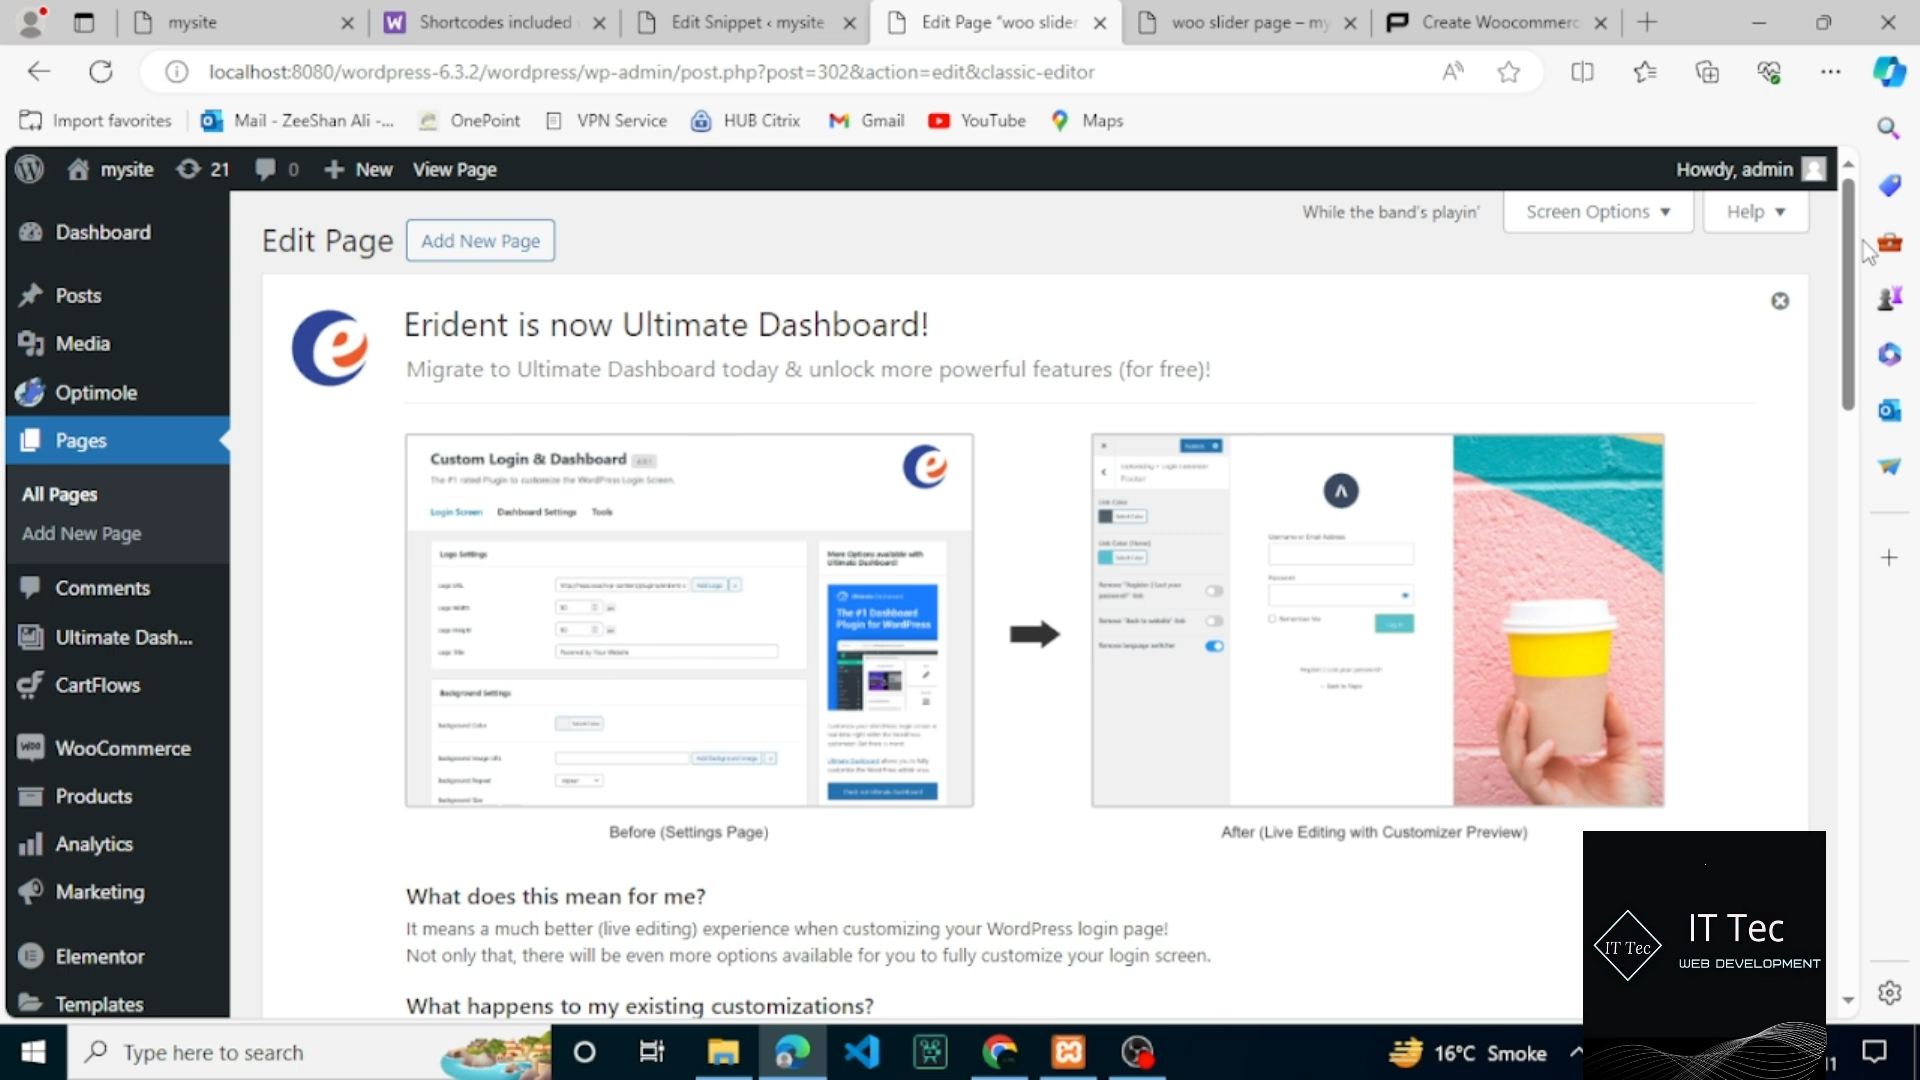 mysite
Shortcodes included
Edit Snippet ‹ mysite
Edit Page “woo slider
woo slider page – my
Create Woocommerc
localhost:8080/wordpress-6.3.2/wordpress/wp-admin/post.php?post=302&action=edit&classic-editor
Import favorites
Mail - ZeeShan Ali -...
OnePoint
VPN Service
HUB Citrix
Gmail
YouTube
Maps
mysite
21
0
New
View Page
Howdy, admin
Dashboard
Posts
Media
Optimole
Pages
All Pages
Add New Page
Comments
Ultimate Dash...
CartFlows
WooCommerce
Products
Analytics
Marketing
Elementor
Templates
While the band's playin'
Screen Options
Help
Edit Page
Add New Page
Erident is now Ultimate Dashboard!
Migrate to Ultimate Dashboard today & unlock more powerful features (for free)!
Custom Login & Dashboard
The #1 rated Plugin to customize the WordPress Login Screen.
Login Screen
Dashboard Settings
Tools
Logo Settings
More Options available with
Ultimate Dashboard!
Logo URL
Logo Width
Logo Height
Logo Title
Powered by Your Website
The #1 Dashboard
Plugin for WordPress
Background Settings
Background Color
Background Image URL
Add Background Image
Background Repeat
Background Size
Footer
Username or Email Address
Password
Remember Me
Before (Settings Page)
After (Live Editing with Customizer Preview)
What does this mean for me?
It means a much better (live editing) experience when customizing your WordPress login page!
Not only that, there will be even more options available for you to fully customize your login screen.
What happens to my existing customizations?
IT Tec
IT Tec
WEB DEVELOPMENT
Type here to search
16°C Smoke